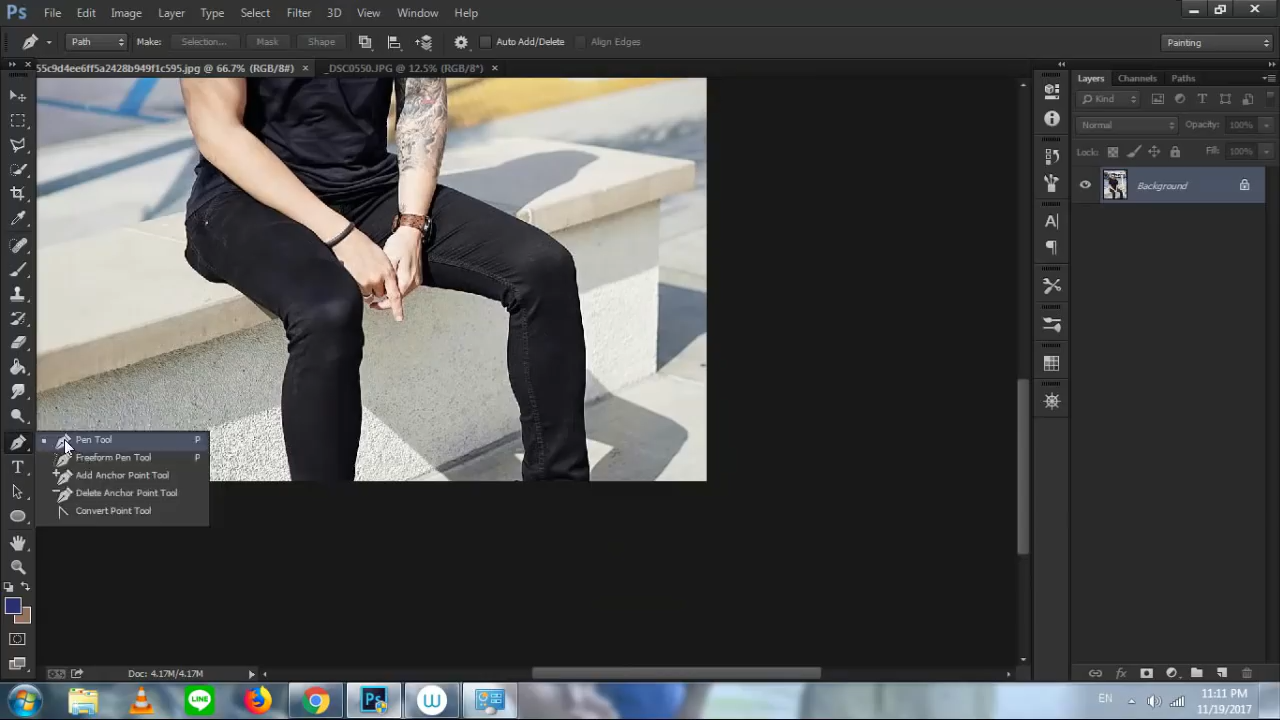 Ps File Edit Image Layer Type Select Filter 3D View Window Help
Path Make: Selection... Mask Shape Auto Add/Delete Align Edges Painting
55c9d4ee6ff5a2428b949f1c595.jpg @ 66.7% (RGB/8#) × _DSC0550.JPG @ 12.5% (RGB/8*) ×
Layers Channels Paths
Kind
Normal Opacity: 100%
Lock: Fill: 100%
Background
Pen Tool P
Freeform Pen Tool P
Add Anchor Point Tool
Delete Anchor Point Tool
Convert Point Tool
Doc: 4.17M/4.17M
LINE Ps W EN 11:11 PM
11/19/2017